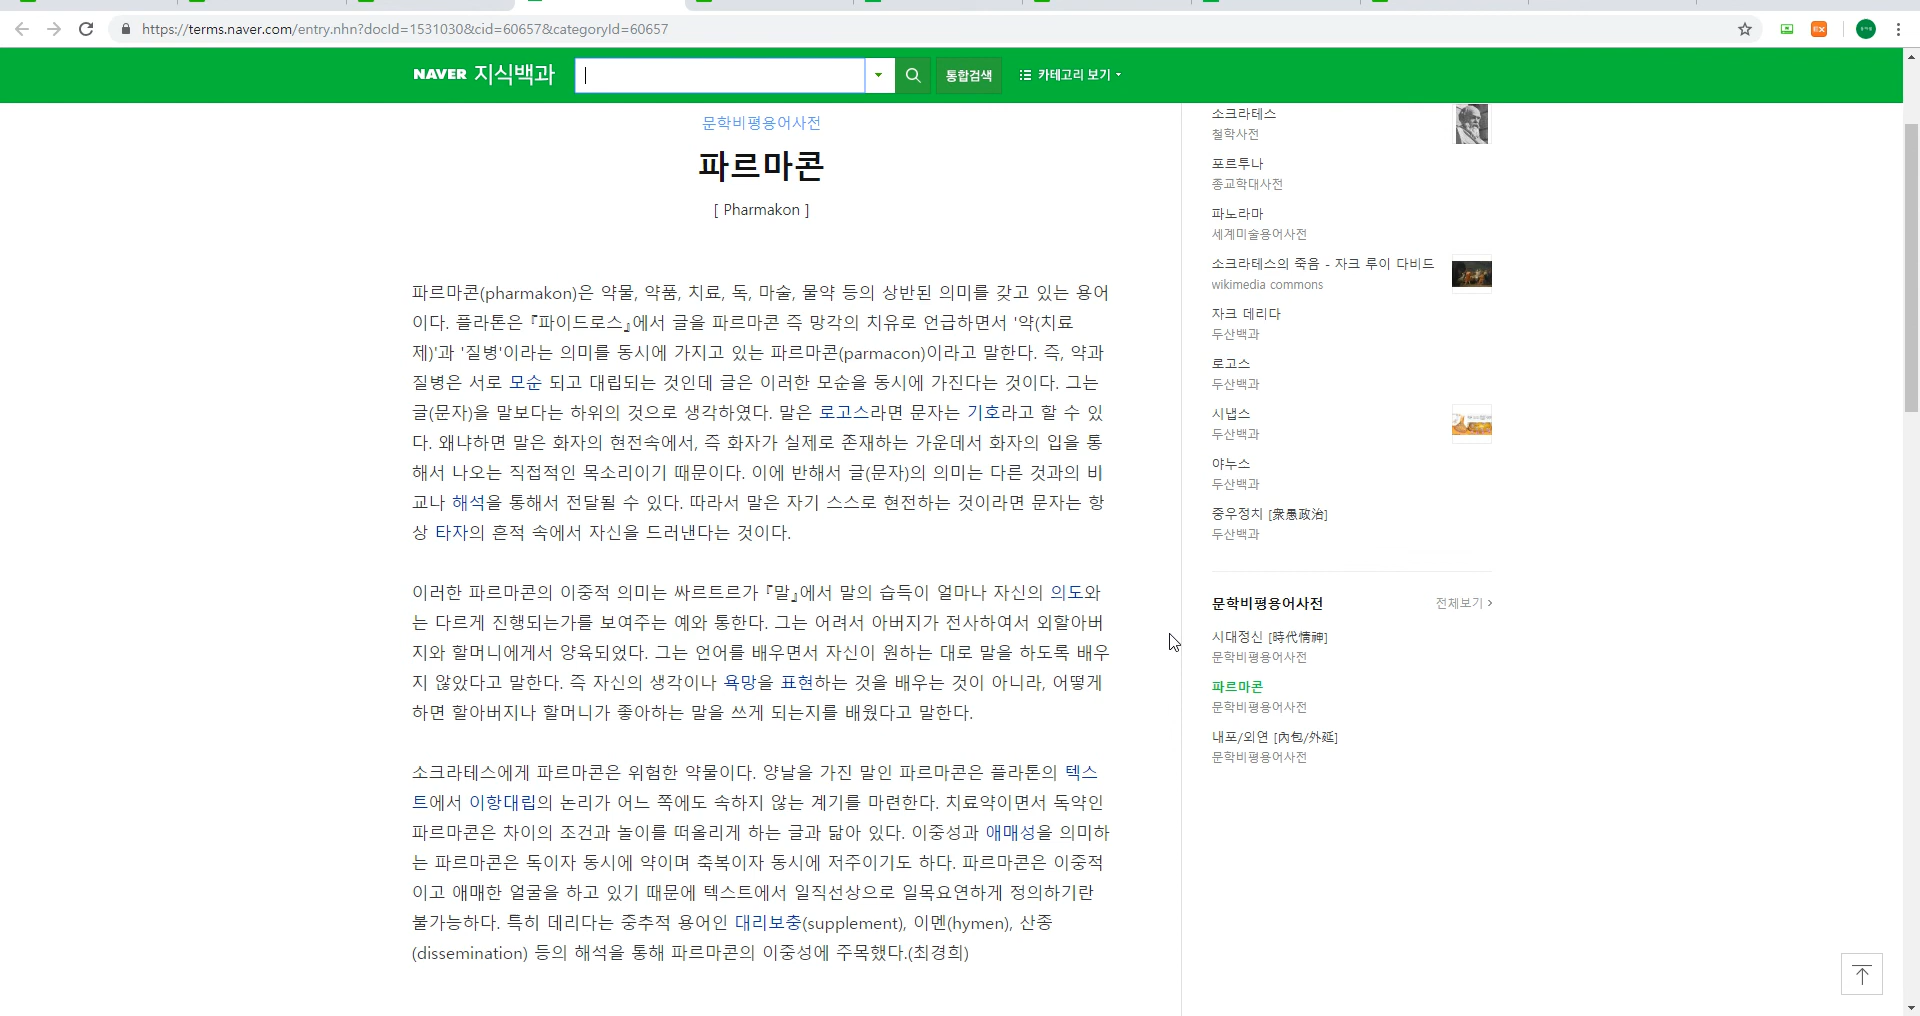 https://terms.naver.com/entry.nhn?docId=1531030&cid=60657&categoryId=60657
NAVER 지식백과
통합검색
카테고리 보기
문학비평용어사전
파르마콘
[ Pharmakon ]
파르마콘(pharmakon)은 약물, 약품, 치료, 독, 마술, 물약 등의 상반된 의미를 갖고 있는 용어
이다. 플라톤은『파이드로스』에서 글을 파르마콘 즉 망각의 치유로 언급하면서 '약(치료
제)'과 '질병'이라는 의미를 동시에 가지고 있는 파르마콘(parmacon)이라고 말한다. 즉, 약과
질병은 서로 모순 되고 대립되는 것인데 글은 이러한 모순을 동시에 가진다는 것이다. 그는
글(문자)을 말보다는 하위의 것으로 생각하였다. 말은 로고스라면 문자는 기호라고 할 수 있
다. 왜냐하면 말은 화자의 현전속에서, 즉 화자가 실제로 존재하는 가운데서 화자의 입을 통
해서 나오는 직접적인 목소리이기 때문이다. 이에 반해서 글(문자)의 의미는 다른 것과의 비
교나 해석을 통해서 전달될 수 있다. 따라서 말은 자기 스스로 현전하는 것이라면 문자는 항
상 타자의 흔적 속에서 자신을 드러낸다는 것이다.
이러한 파르마콘의 이중적 의미는 싸르트르가『말』에서 말의 습득이 얼마나 자신의 의도와
는 다르게 진행되는가를 보여주는 예와 통한다. 그는 어려서 아버지가 전사하여서 외할아버
지와 할머니에게서 양육되었다. 그는 언어를 배우면서 자신이 원하는 대로 말을 하도록 배우
지 않았다고 말한다. 즉 자신의 생각이나 욕망을 표현하는 것을 배우는 것이 아니라, 어떻게
하면 할아버지나 할머니가 좋아하는 말을 쓰게 되는지를 배웠다고 말한다.
소크라테스에게 파르마콘은 위험한 약물이다. 양날을 가진 말인 파르마콘은 플라톤의 텍스
트에서 이항대립의 논리가 어느 쪽에도 속하지 않는 계기를 마련한다. 치료약이면서 독약인
파르마콘은 차이의 조건과 놀이를 떠올리게 하는 글과 닮아 있다. 이중성과 애매성을 의미하
는 파르마콘은 독이자 동시에 약이며 축복이자 동시에 저주이기도 하다. 파르마콘은 이중적
이고 애매한 얼굴을 하고 있기 때문에 텍스트에서 일직선상으로 일목요연하게 정의하기란
불가능하다. 특히 데리다는 중추적 용어인 대리보충(supplement), 이멘(hymen), 산종
(dissemination) 등의 해석을 통해 파르마콘의 이중성에 주목했다.(최경희)
소크라테스
철학사전
포르투나
종교학대사전
파노라마
세계미술용어사전
소크라테스의 죽음 - 자크 루이 다비드
wikimedia commons
자크 데리다
두산백과
로고스
두산백과
시냅스
두산백과
야누스
두산백과
중우정치 [衆愚政治]
두산백과
문학비평용어사전 전체보기
시대정신 [時代情神]
문학비평용어사전
파르마콘
문학비평용어사전
내포/외연 [內包/外延]
문학비평용어사전